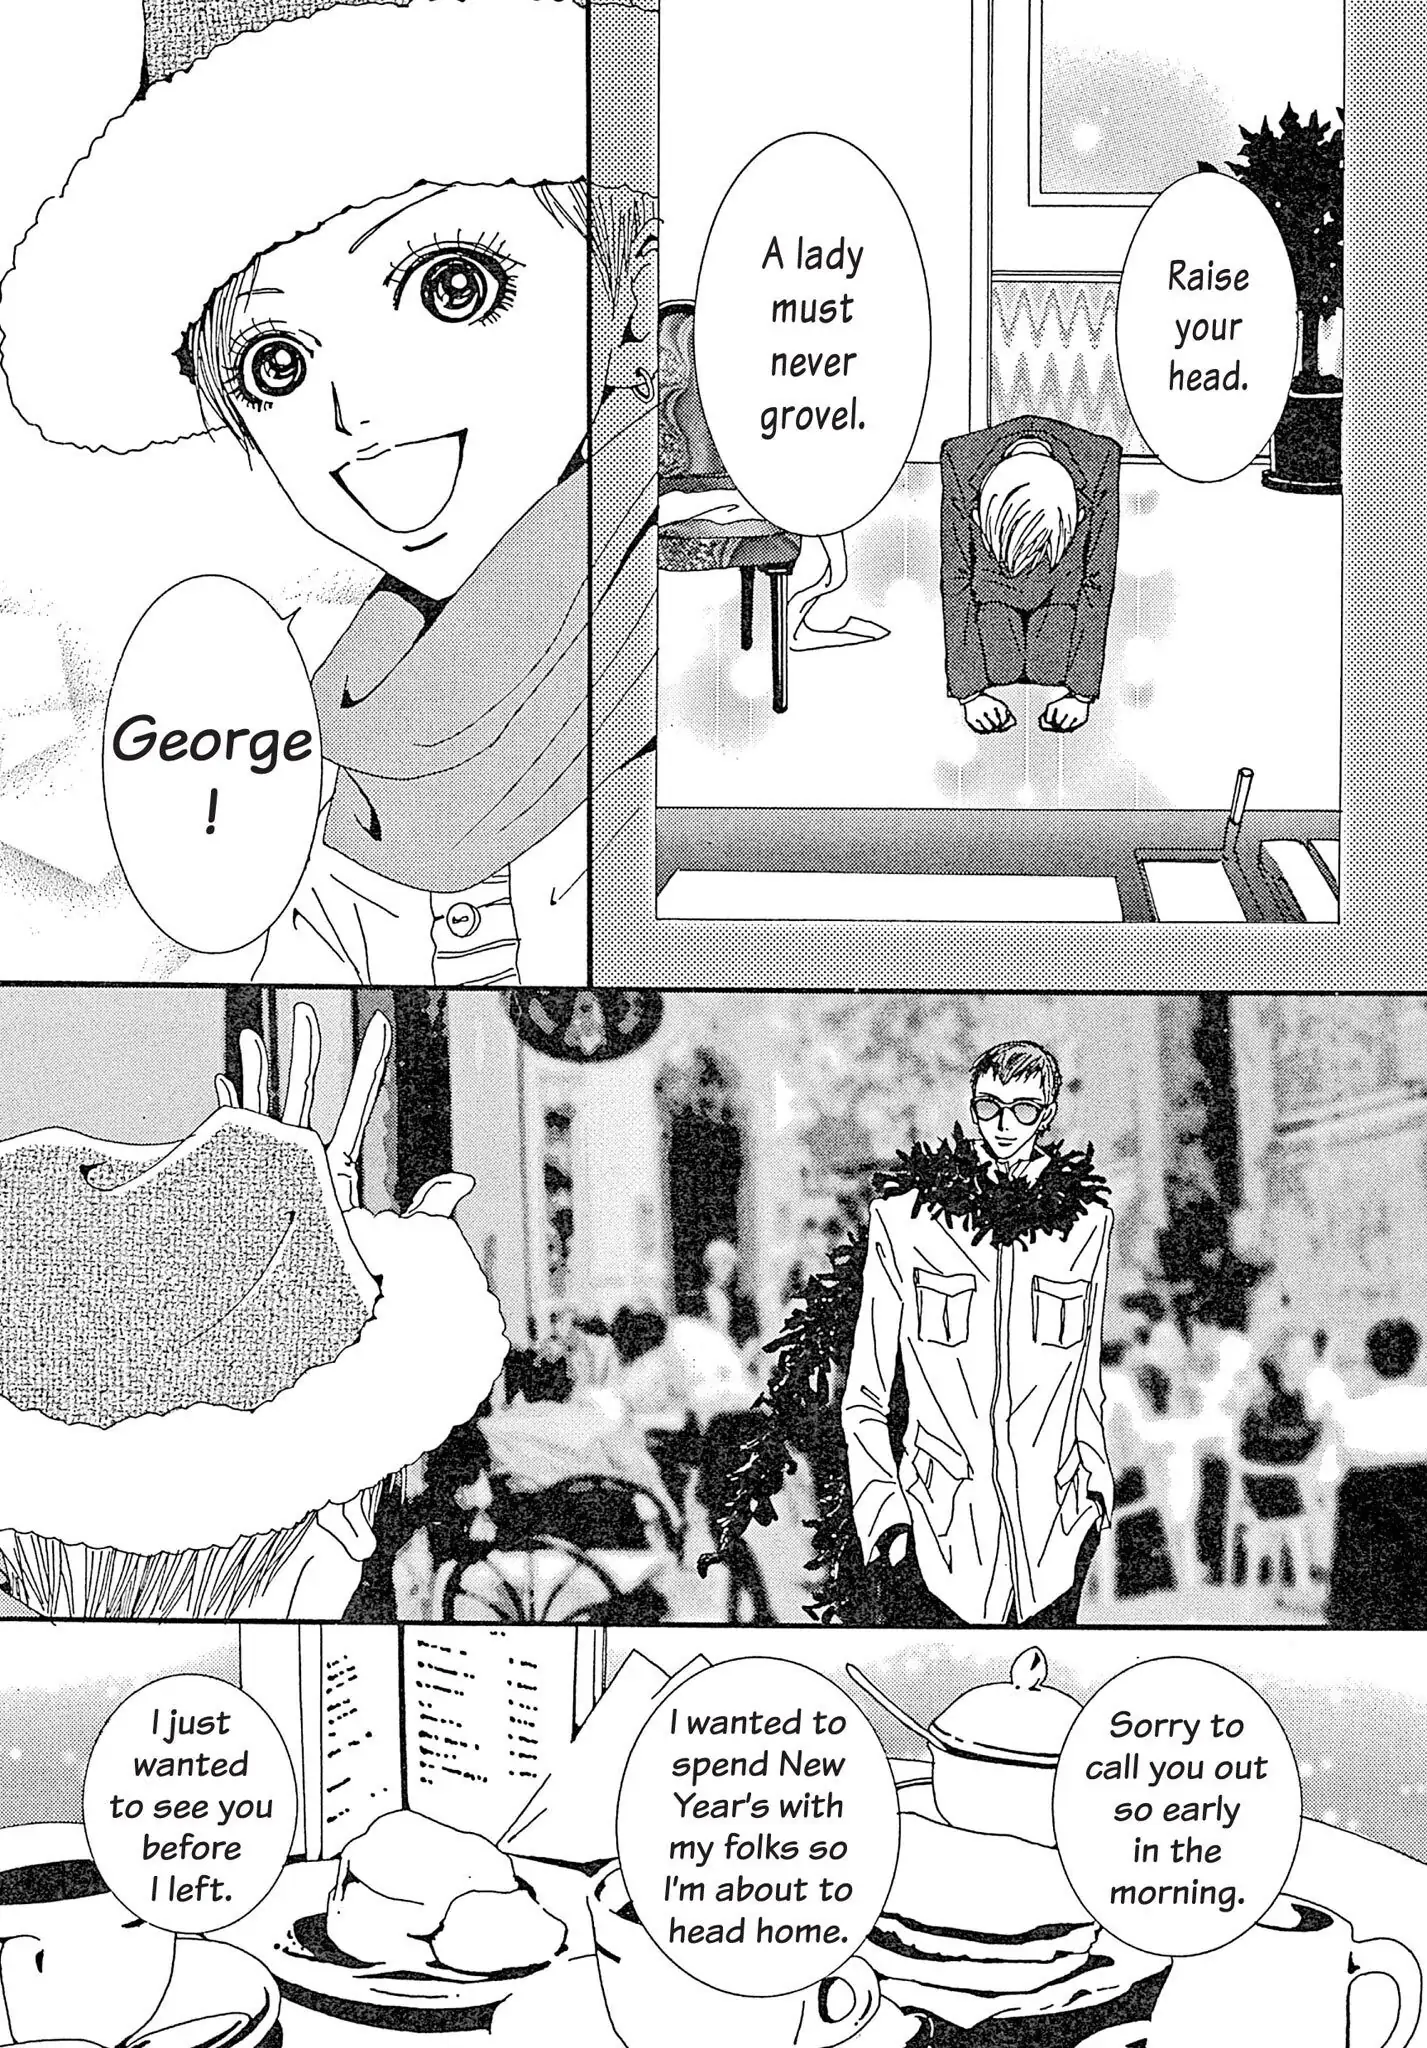 Raise
your
head.
A lady
must
never
grovel.
George
!
Sorry to
call you out
so early
in the
morning.
I wanted to
spend New
Year's with
my folks so
I'm about to
head home.
I just
wanted
to see you
before
I left.